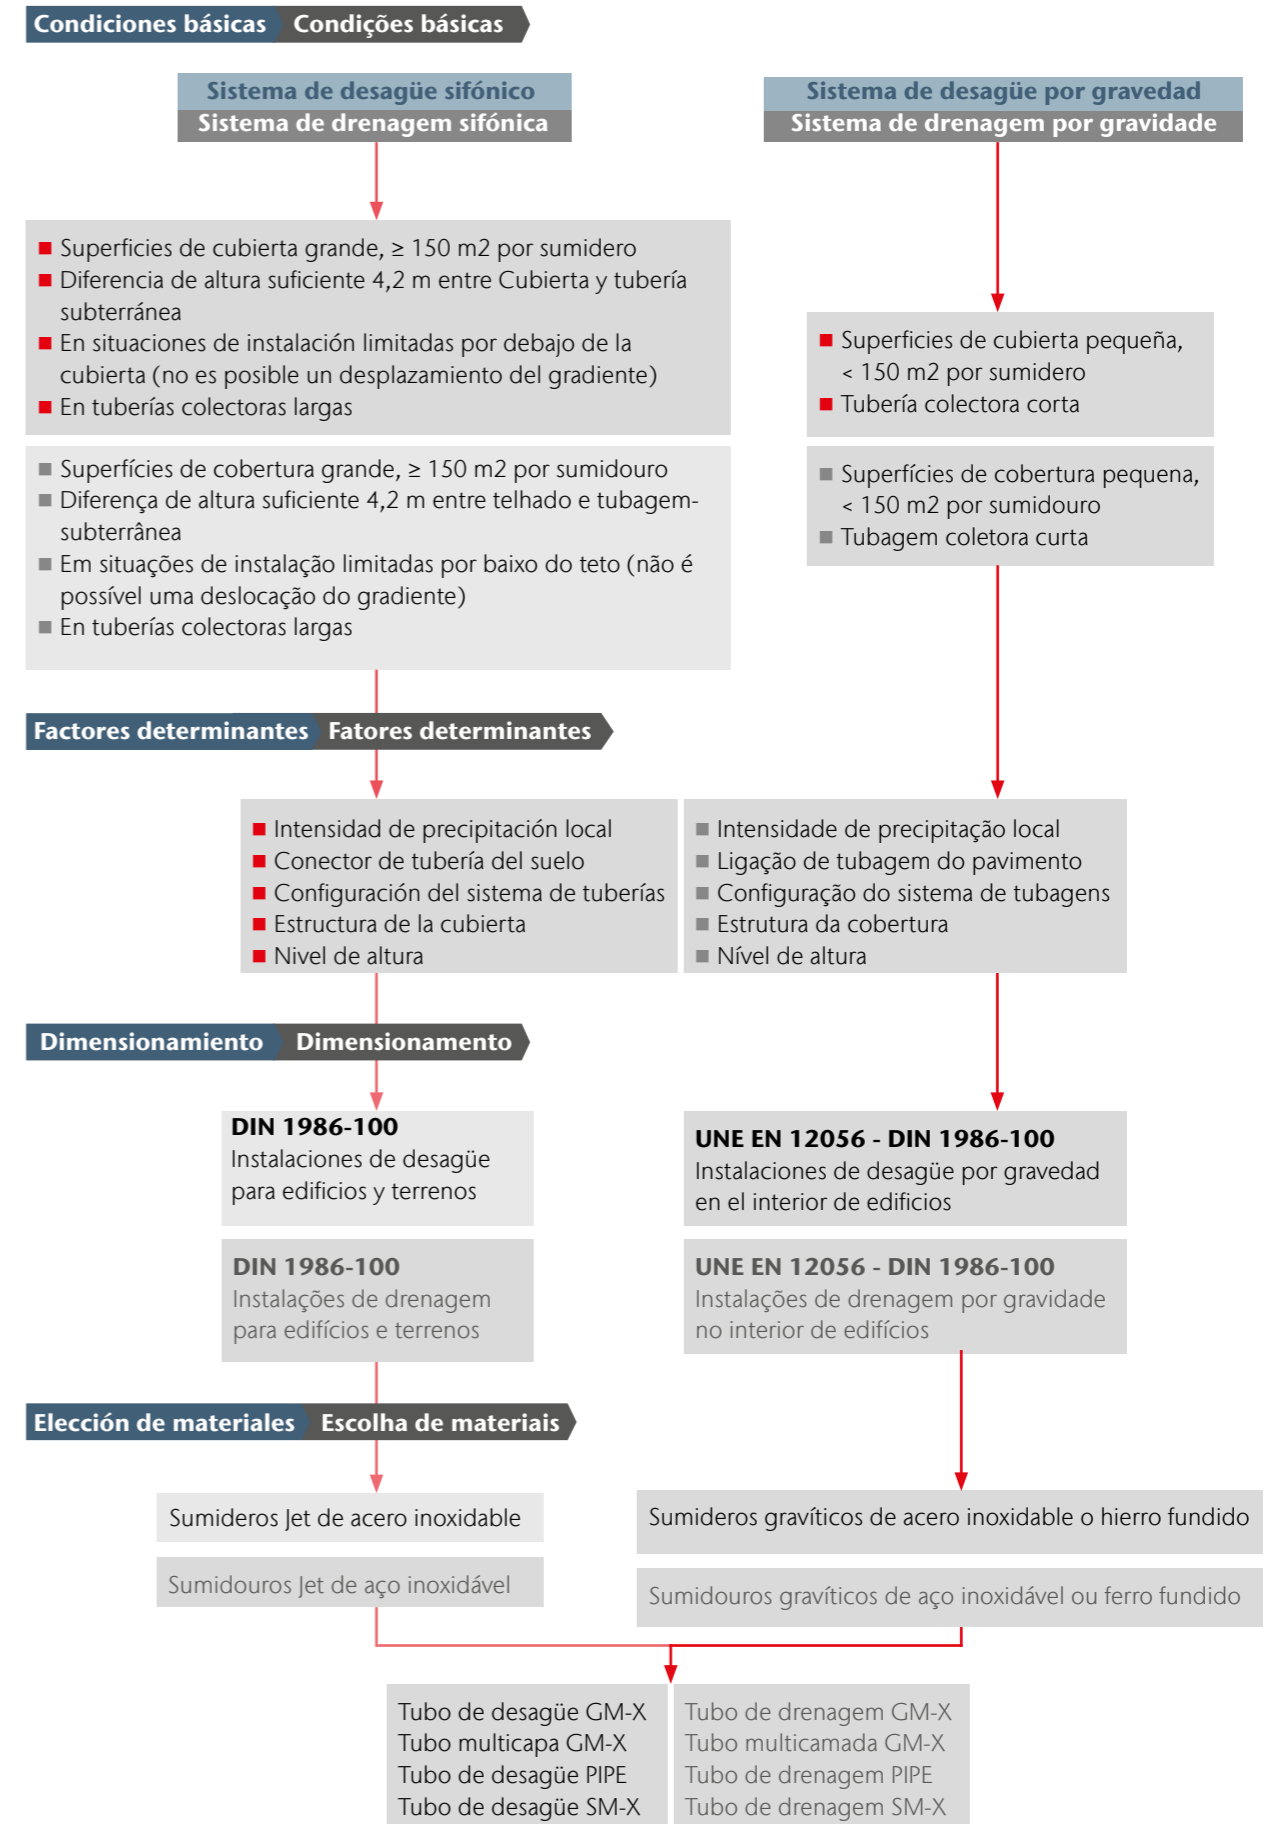 Condiciones básicas Condições básicas
Sistema de desagüe sifónico
Sistema de drenagem sifónica
Sistema de desagüe por gravedad
Sistema de drenagem por gravidade
Superficies de cubierta grande, ≥ 150 m2 por sumidero
Diferencia de altura suficiente 4,2 m entre Cubierta y tubería
subterránea
En situaciones de instalación limitadas por debajo de la
cubierta (no es posible un desplazamiento del gradiente)
En tuberías colectoras largas
Superficies de cubierta pequeña,
< 150 m2 por sumidero
Tubería colectora corta
Superfícies de cobertura grande, ≥ 150 m2 por sumidouro
Diferença de altura suficiente 4,2 m entre telhado e tubagem-
subterrânea
Em situações de instalação limitadas por baixo do teto (não é
possível uma deslocação do gradiente)
En tuberías colectoras largas
Superfícies de cobertura pequena,
< 150 m2 por sumidouro
Tubagem coletora curta
Factores determinantes Fatores determinantes
Intensidad de precipitación local
Conector de tubería del suelo
Configuración del sistema de tuberías
Estructura de la cubierta
Nivel de altura
Intensidade de precipitação local
Ligação de tubagem do pavimento
Configuração do sistema de tubagens
Estrutura da cobertura
Nível de altura
Dimensionamiento Dimensionamento
DIN 1986-100
Instalaciones de desagüe
para edificios y terrenos
UNE EN 12056 - DIN 1986-100
Instalaciones de desagüe por gravedad
en el interior de edificios
DIN 1986-100
Instalações de drenagem
para edifícios e terrenos
UNE EN 12056 - DIN 1986-100
Instalações de drenagem por gravidade
no interior de edifícios
Elección de materiales Escolha de materiais
Sumideros Jet de acero inoxidable
Sumidouros Jet de aço inoxidável
Sumideros gravíticos de acero inoxidable o hierro fundido
Sumidouros gravíticos de aço inoxidável ou ferro fundido
Tubo de desagüe GM-X
Tubo multicapa GM-X
Tubo de desagüe PIPE
Tubo de desagüe SM-X
Tubo de drenagem GM-X
Tubo multicamada GM-X
Tubo de drenagem PIPE
Tubo de drenagem SM-X